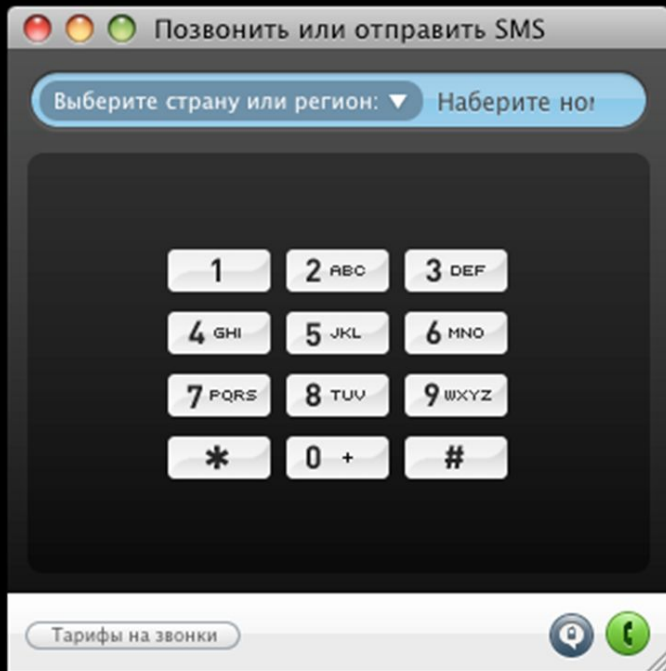 Позвонить или отправить SMS
Выберите страну или регион: Наберите
1 2 ABC 3 DEF
4 GHI 5 JKL 6 MNO
7 PQRS 8 TUV 9 WXYZ
* 0 + #
Тарифы на звонки